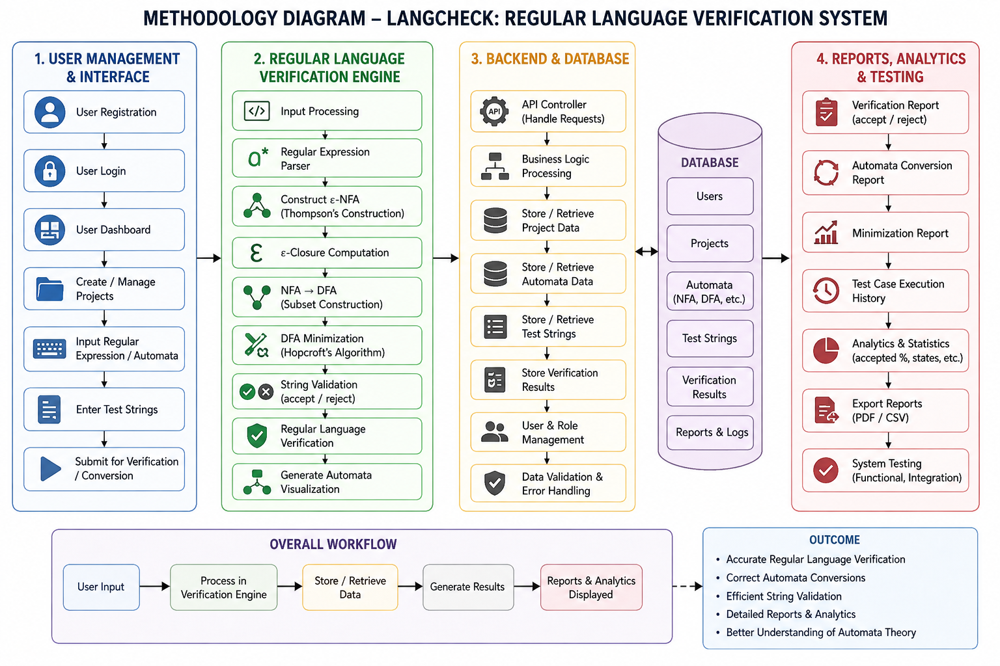 METHODOLOGY DIAGRAM – LANGCHECK: REGULAR LANGUAGE VERIFICATION SYSTEM
1. USER MANAGEMENT
& INTERFACE
User Registration
User Login
User Dashboard
Create / Manage
Projects
Input Regular
Expression / Automata
Enter Test Strings
Submit for Verification
/ Conversion
2. REGULAR LANGUAGE
VERIFICATION ENGINE
</>
Input Processing
a*
Regular Expression
Parser
Construct ε-NFA
(Thompson's Construction)
ε
ε-Closure Computation
NFA → DFA
(Subset Construction)
DFA Minimization
(Hopcroft's Algorithm)
String Validation
(accept / reject)
Regular Language
Verification
Generate Automata
Visualization
3. BACKEND & DATABASE
API
API Controller
(Handle Requests)
Business Logic
Processing
Store / Retrieve
Project Data
Store / Retrieve
Automata Data
Store / Retrieve
Test Strings
Store Verification
Results
User & Role
Management
Data Validation &
Error Handling
DATABASE
Users
Projects
Automata
(NFA, DFA, etc.)
Test Strings
Verification
Results
Reports & Logs
4. REPORTS, ANALYTICS
& TESTING
Verification Report
(accept / reject)
Automata Conversion
Report
Minimization Report
Test Case Execution
History
Analytics & Statistics
(accepted %, states, etc.)
Export Reports
(PDF / CSV)
System Testing
(Functional, Integration)
OVERALL WORKFLOW
User Input
Process in
Verification Engine
Store / Retrieve
Data
Generate Results
Reports & Analytics
Displayed
OUTCOME
• Accurate Regular Language Verification
• Correct Automata Conversions
• Efficient String Validation
• Detailed Reports & Analytics
• Better Understanding of Automata Theory